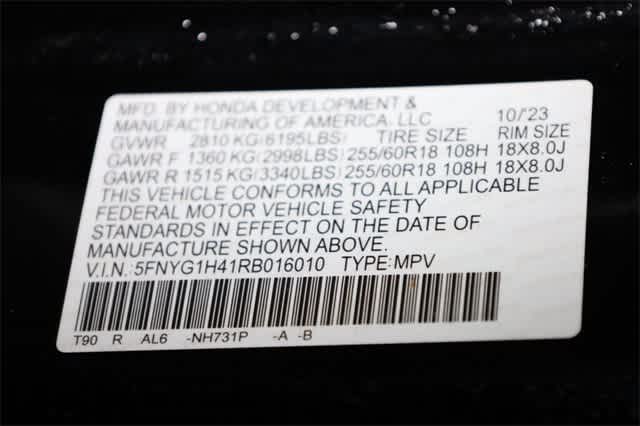 MFD. BY HONDA DEVELOPMENT &
MANUFACTURING OF AMERICA, LLC 10/'23
GVWR 2810 KG(6195LBS) TIRE SIZE RIM SIZE
GAWR F 1360 KG(2998LBS) 255/60R18 108H 18X8.0J
GAWR R 1515 KG(3340LBS) 255/60R18 108H 18X8.0J
THIS VEHICLE CONFORMS TO ALL APPLICABLE
FEDERAL MOTOR VEHICLE SAFETY
STANDARDS IN EFFECT ON THE DATE OF
MANUFACTURE SHOWN ABOVE.
V.I.N.: 5FNYG1H41RB016010 TYPE:MPV
T90 R AL6 -NH731P -A -B